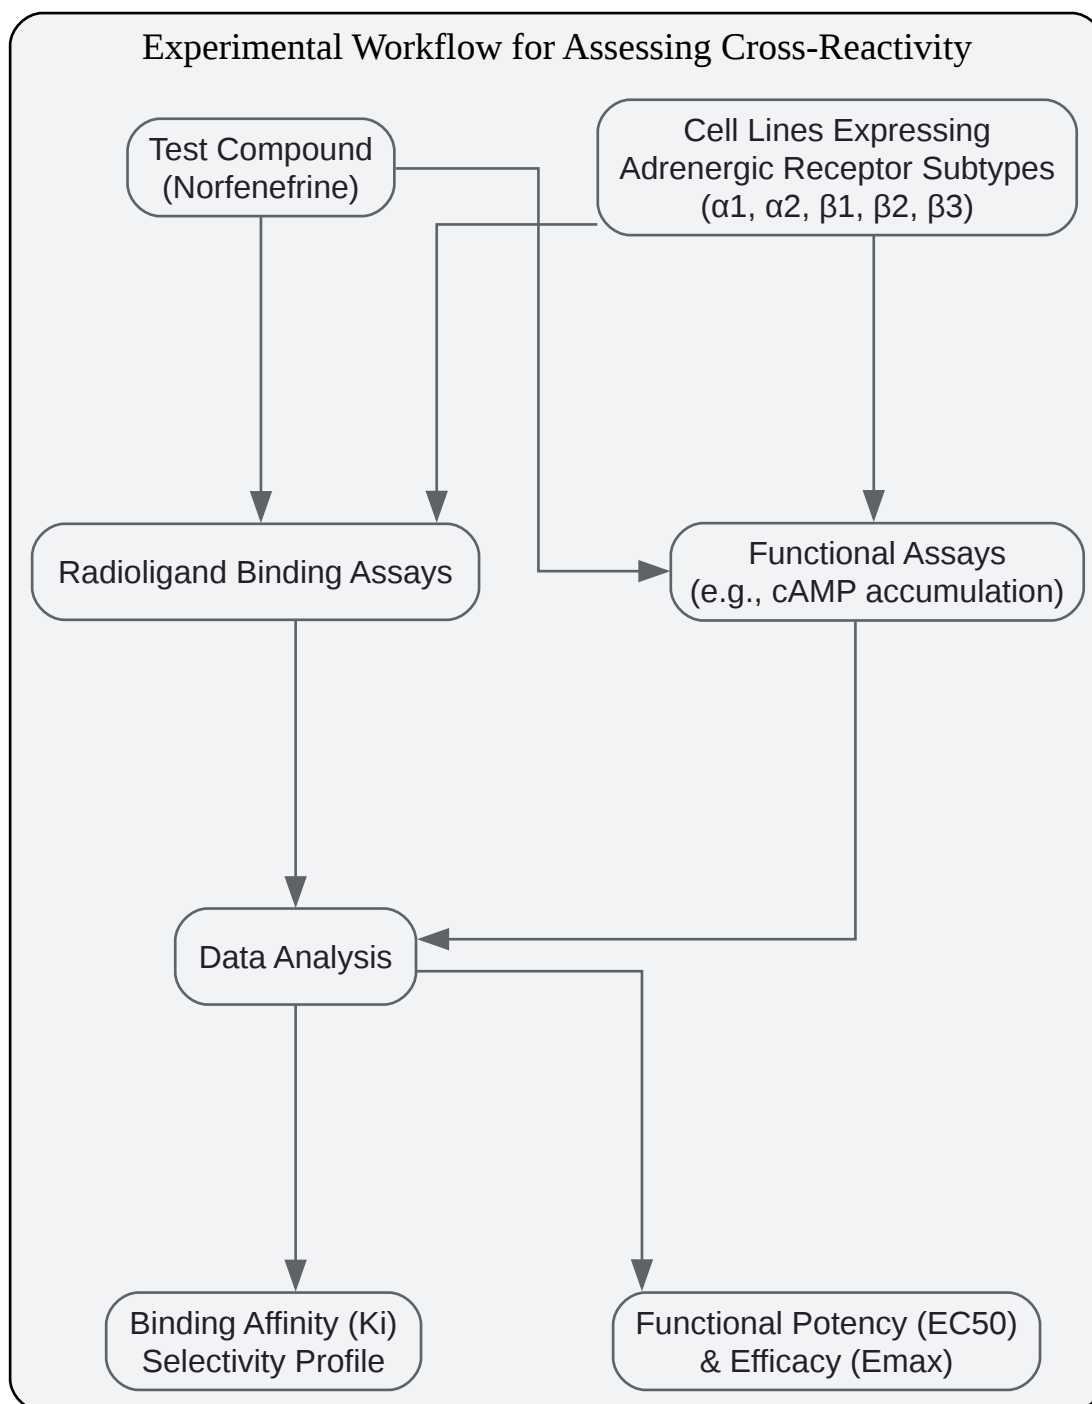 Experimental Workflow for Assessing Cross-Reactivity
Test Compound
(Norfenefrine)
Cell Lines Expressing
Adrenergic Receptor Subtypes
(α1, α2, β1, β2, β3)
Radioligand Binding Assays
Functional Assays
(e.g., cAMP accumulation)
Data Analysis
Binding Affinity (Ki)
Selectivity Profile
Functional Potency (EC50)
& Efficacy (Emax)